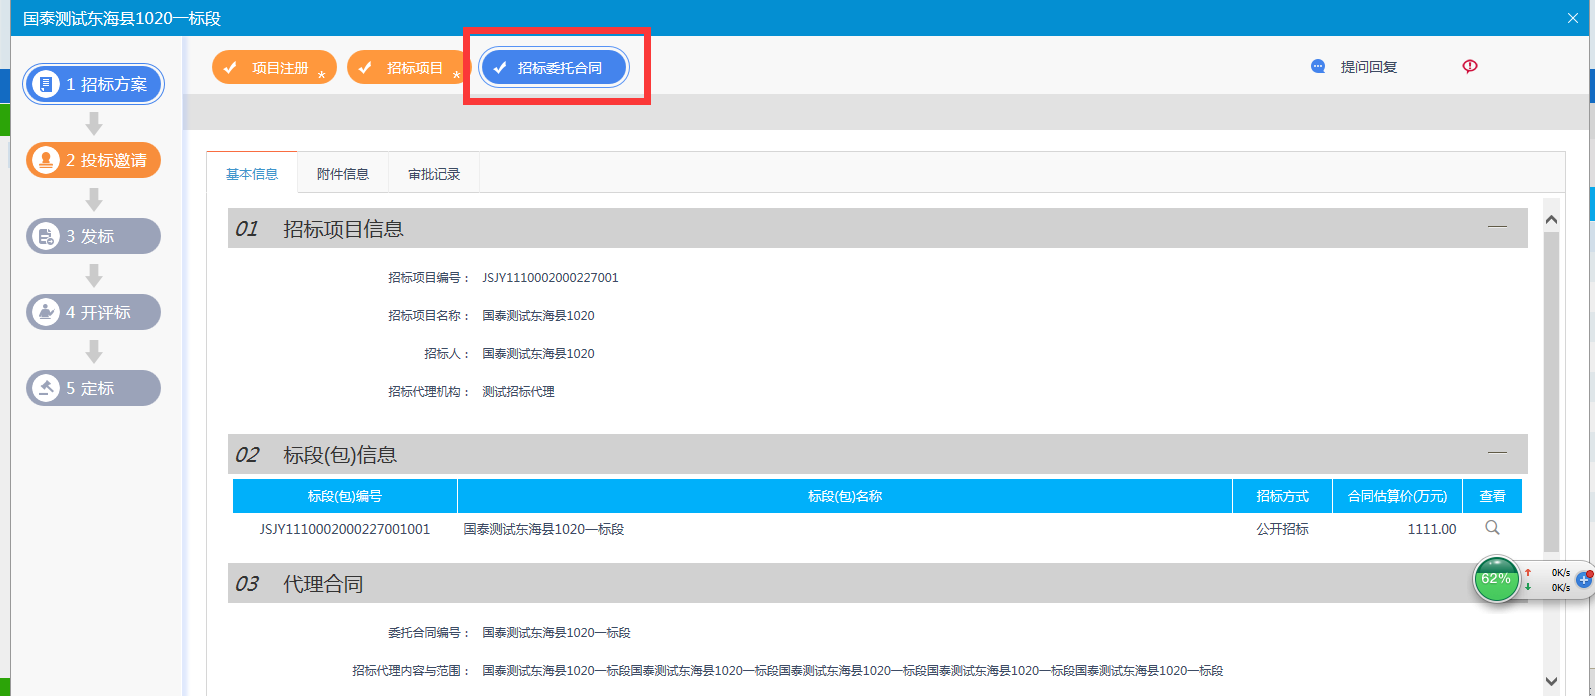 国泰测试东海县1020一标段
1 招标方案
2 投标邀请
3 发标
4 开评标
5 定标
项目注册 *
招标项目 *
招标委托合同
提问回复
基本信息
附件信息
审批记录
01 招标项目信息
招标项目编号： JSJY1110002000227001
招标项目名称： 国泰测试东海县1020
招标人： 国泰测试东海县1020
招标代理机构： 测试招标代理
02 标段(包)信息
标段(包)编号 标段(包)名称 招标方式 合同估算价(万元) 查看
JSJY1110002000227001001 国泰测试东海县1020一标段 公开招标 1111.00
03 代理合同
62%
0K/s
0K/s
委托合同编号： 国泰测试东海县1020一标段
招标代理内容与范围： 国泰测试东海县1020一标段国泰测试东海县1020一标段国泰测试东海县1020一标段国泰测试东海县1020一标段国泰测试东海县1020一标段